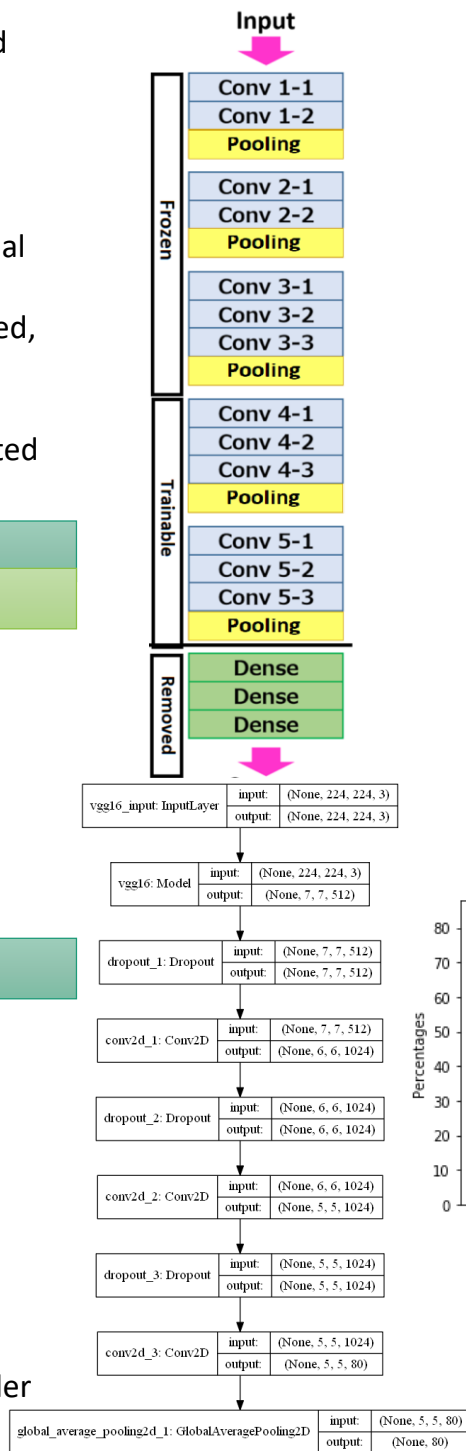 d
al
ed,
ted
Input
Frozen
Conv 1-1
Conv 1-2
Pooling
Conv 2-1
Conv 2-2
Pooling
Conv 3-1
Conv 3-2
Conv 3-3
Pooling
Trainable
Conv 4-1
Conv 4-2
Conv 4-3
Pooling
Conv 5-1
Conv 5-2
Conv 5-3
Pooling
Removed
Dense
Dense
Dense
vgg16_input: InputLayer input: (None, 224, 224, 3)
output: (None, 224, 224, 3)
vgg16: Model input: (None, 224, 224, 3)
output: (None, 7, 7, 512)
dropout_1: Dropout input: (None, 7, 7, 512)
output: (None, 7, 7, 512)
conv2d_1: Conv2D input: (None, 7, 7, 512)
output: (None, 6, 6, 1024)
dropout_2: Dropout input: (None, 6, 6, 1024)
output: (None, 6, 6, 1024)
conv2d_2: Conv2D input: (None, 6, 6, 1024)
output: (None, 5, 5, 1024)
dropout_3: Dropout input: (None, 5, 5, 1024)
output: (None, 5, 5, 1024)
conv2d_3: Conv2D input: (None, 5, 5, 1024)
output: (None, 5, 5, 80)
global_average_pooling2d_1: GlobalAveragePooling2D input: (None, 5, 5, 80)
output: (None, 80)
ler
Percentages
80
70
60
50
40
30
20
10
0